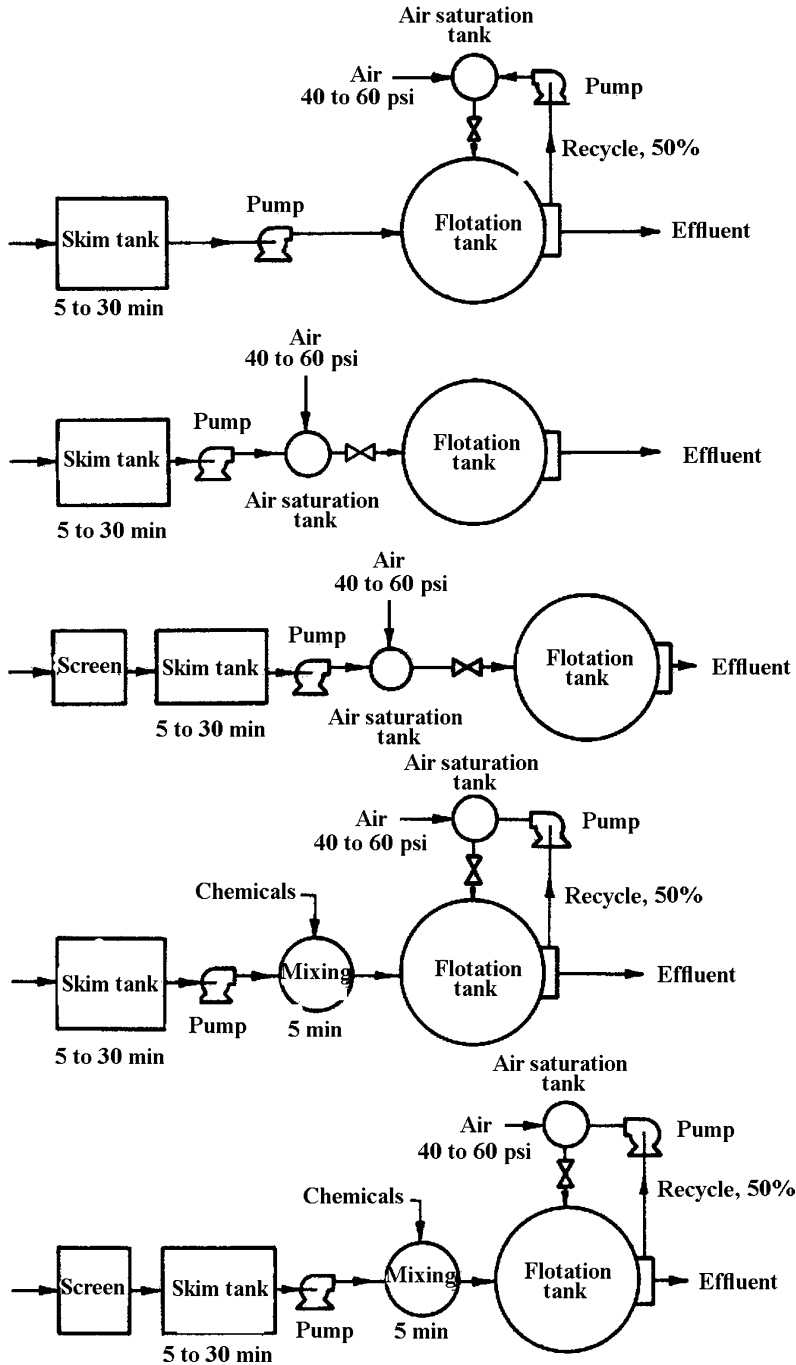 Air saturation
tank
Air
40 to 60 psi
Pump
Recycle, 50%
Pump
Skim tank
Flotation
tank
Effluent
5 to 30 min
Air
40 to 60 psi
Pump
Skim tank
Flotation
tank
Effluent
Air saturation
tank
5 to 30 min
Air
40 to 60 psi
Pump
Screen
Skim tank
Flotation
tank
Effluent
5 to 30 min
Air saturation
tank
Air saturation
tank
Air
40 to 60 psi
Pump
Chemicals
Recycle, 50%
Skim tank
Mixing
Flotation
tank
Effluent
Pump
5 min
5 to 30 min
Air saturation
tank
Air
40 to 60 psi
Pump
Chemicals
Recycle, 50%
Screen
Skim tank
Mixing
Flotation
tank
Effluent
Pump
5 min
5 to 30 min